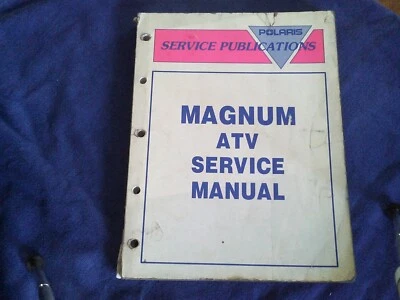 POLARIS
SERVICE PUBLICATIONS
MAGNUM
ATV
SERVICE
MANUAL